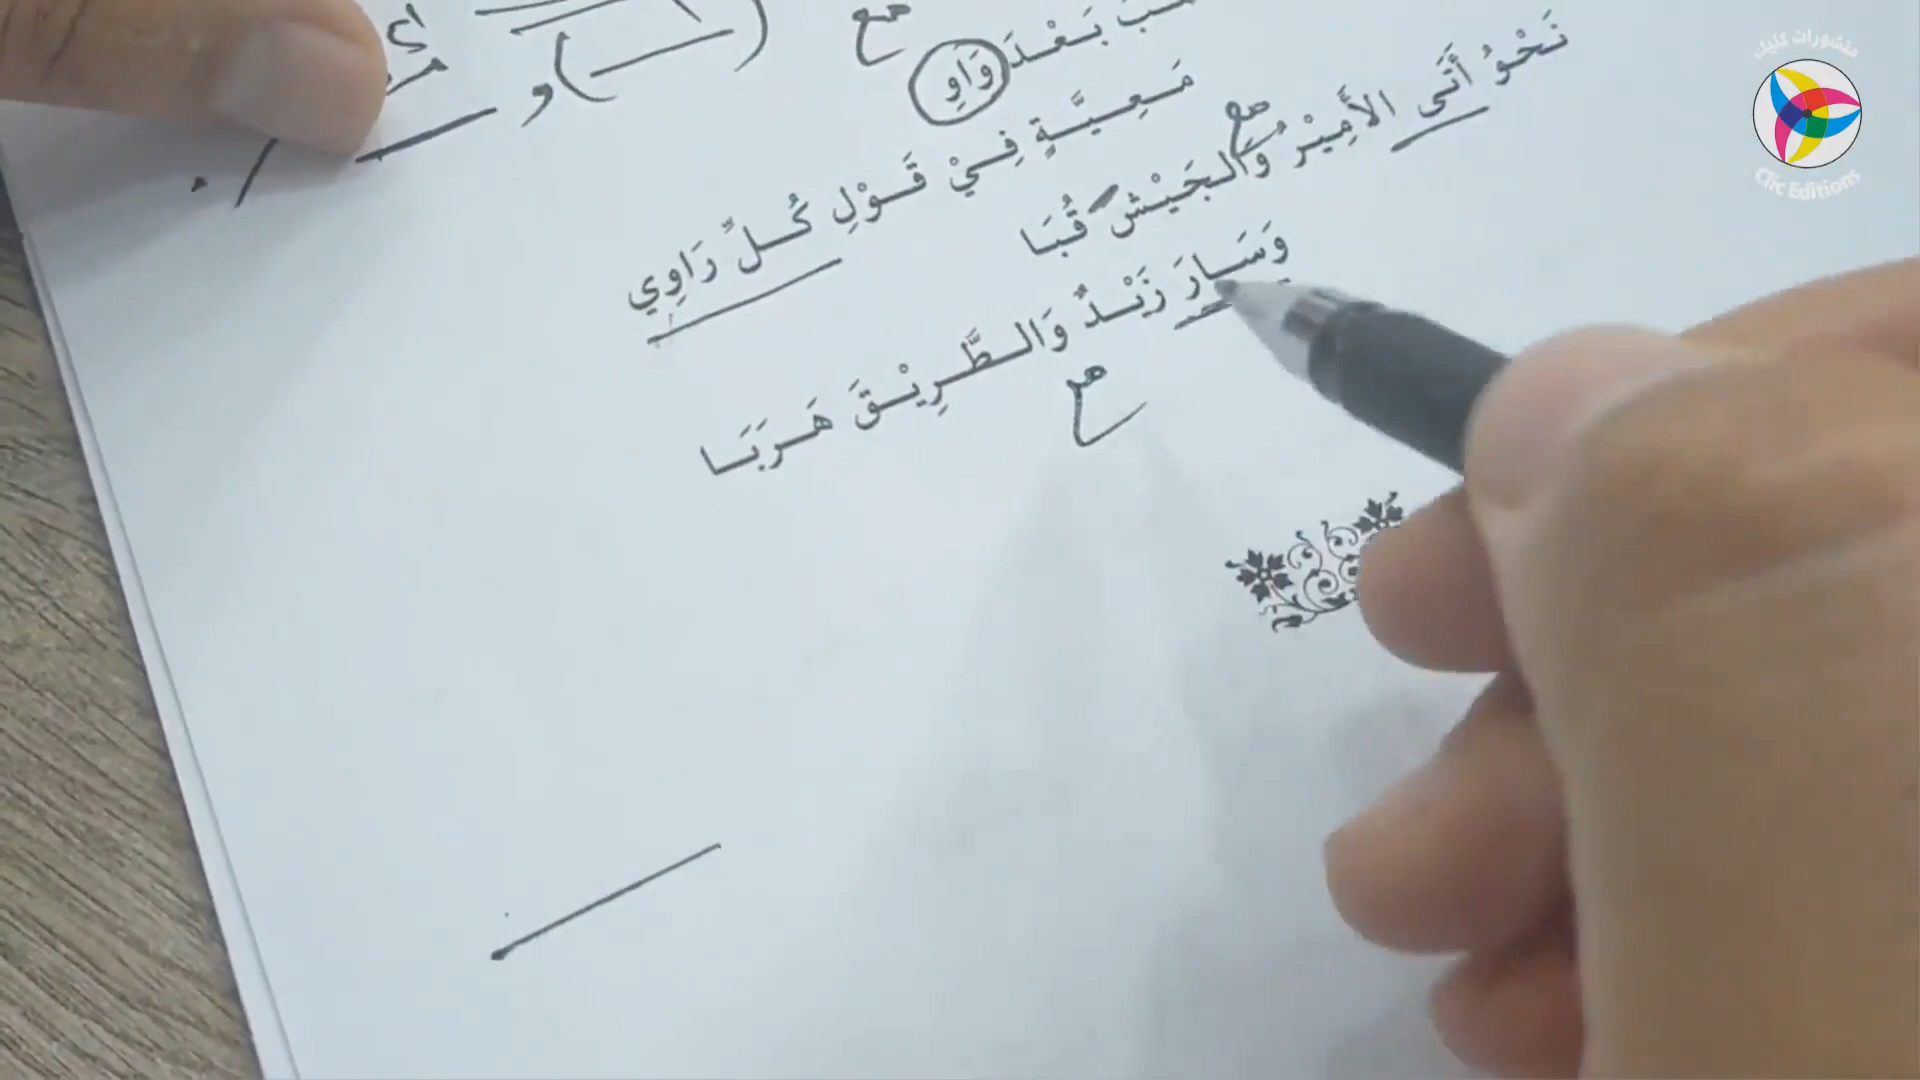 مع
بَعْدَ وَاوِ
مَعِيَّةٍ فِيْ قَوْلِ كُلِّ رَاوِي
نَحْوُ أَتَى الأَمِيْرُ وَالجَيْشَ قُبَا
مع
وَسَارَ زَيْدٌ وَالطَّرِيْقَ هَرَبَا
مع
منشورات كليك
Clic Editions